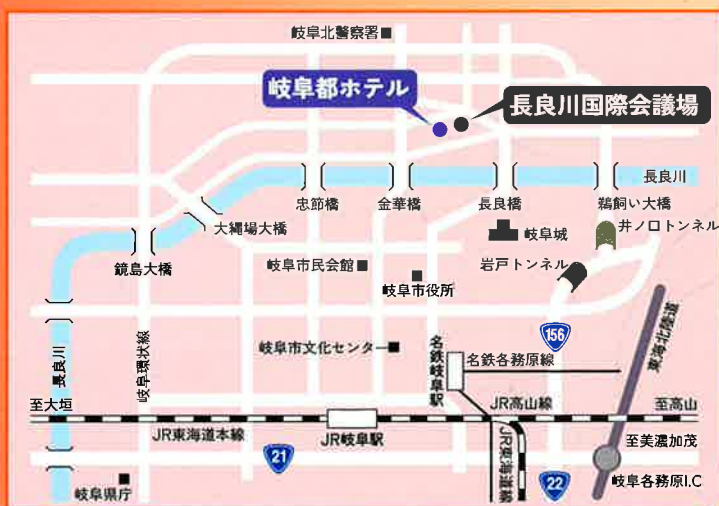 岐阜北警察署
岐阜都ホテル
長良川国際会議場
長良川
忠節橋
金華橋
長良橋
鵜飼い大橋
大縄場大橋
岐阜城
井ノ口トンネル
鏡島大橋
岐阜市民会館
岩戸トンネル
岐阜市役所
156
東海北陸道
長良川
岐阜環状線
岐阜市文化センター
名鉄岐阜駅
名鉄各務原線
至大垣
JR高山線
至高山
JR東海道本線
JR岐阜駅
JR東海道線
至美濃加茂
21
22
岐阜各務原I.C
岐阜県庁